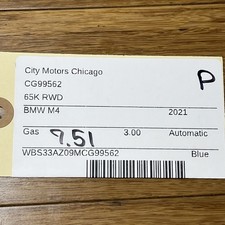 City Motors Chicago
P
CG99562
65K RWD
BMW M4 2021
Gas 7.51 3.00 Automatic
WBS33AZ09MCG99562
Blue